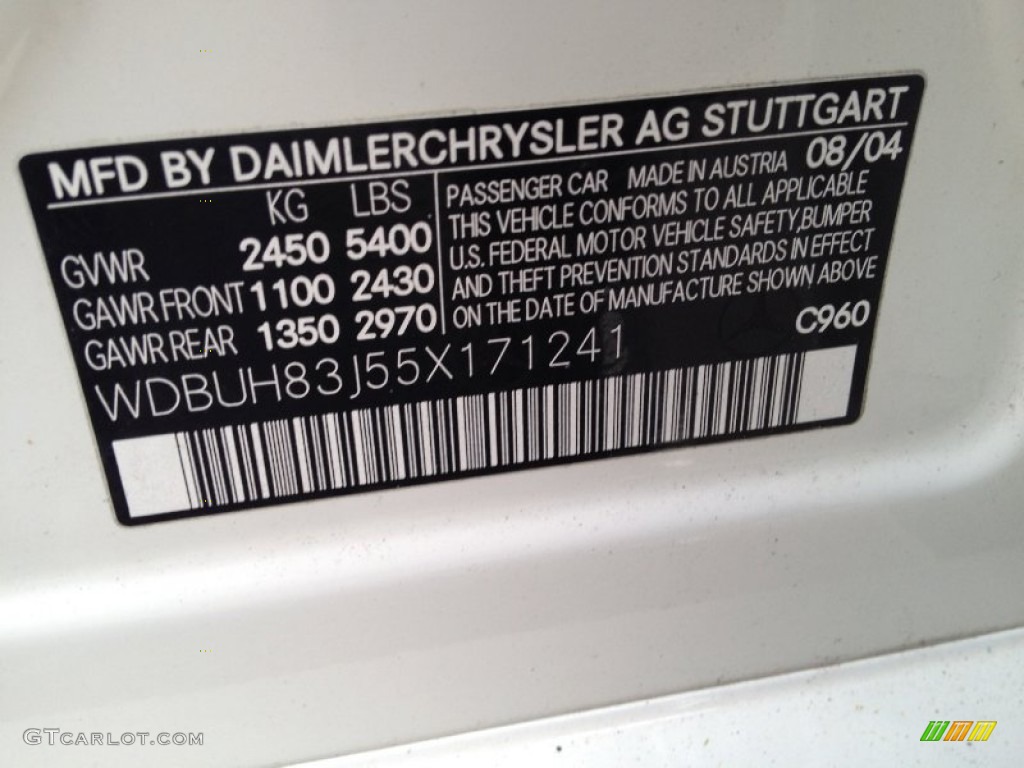 MFD BY DAIMLERCHRYSLER AG STUTTGART
KG LBS
GVWR 2450 5400
GAWR FRONT 1100 2430
GAWR REAR 1350 2970
08/04
PASSENGER CAR MADE IN AUSTRIA
THIS VEHICLE CONFORMS TO ALL APPLICABLE
U.S. FEDERAL MOTOR VEHICLE SAFETY,BUMPER
AND THEFT PREVENTION STANDARDS IN EFFECT
ON THE DATE OF MANUFACTURE SHOWN ABOVE
C960
WDBUH83J55X171241
GTCARLOT.COM